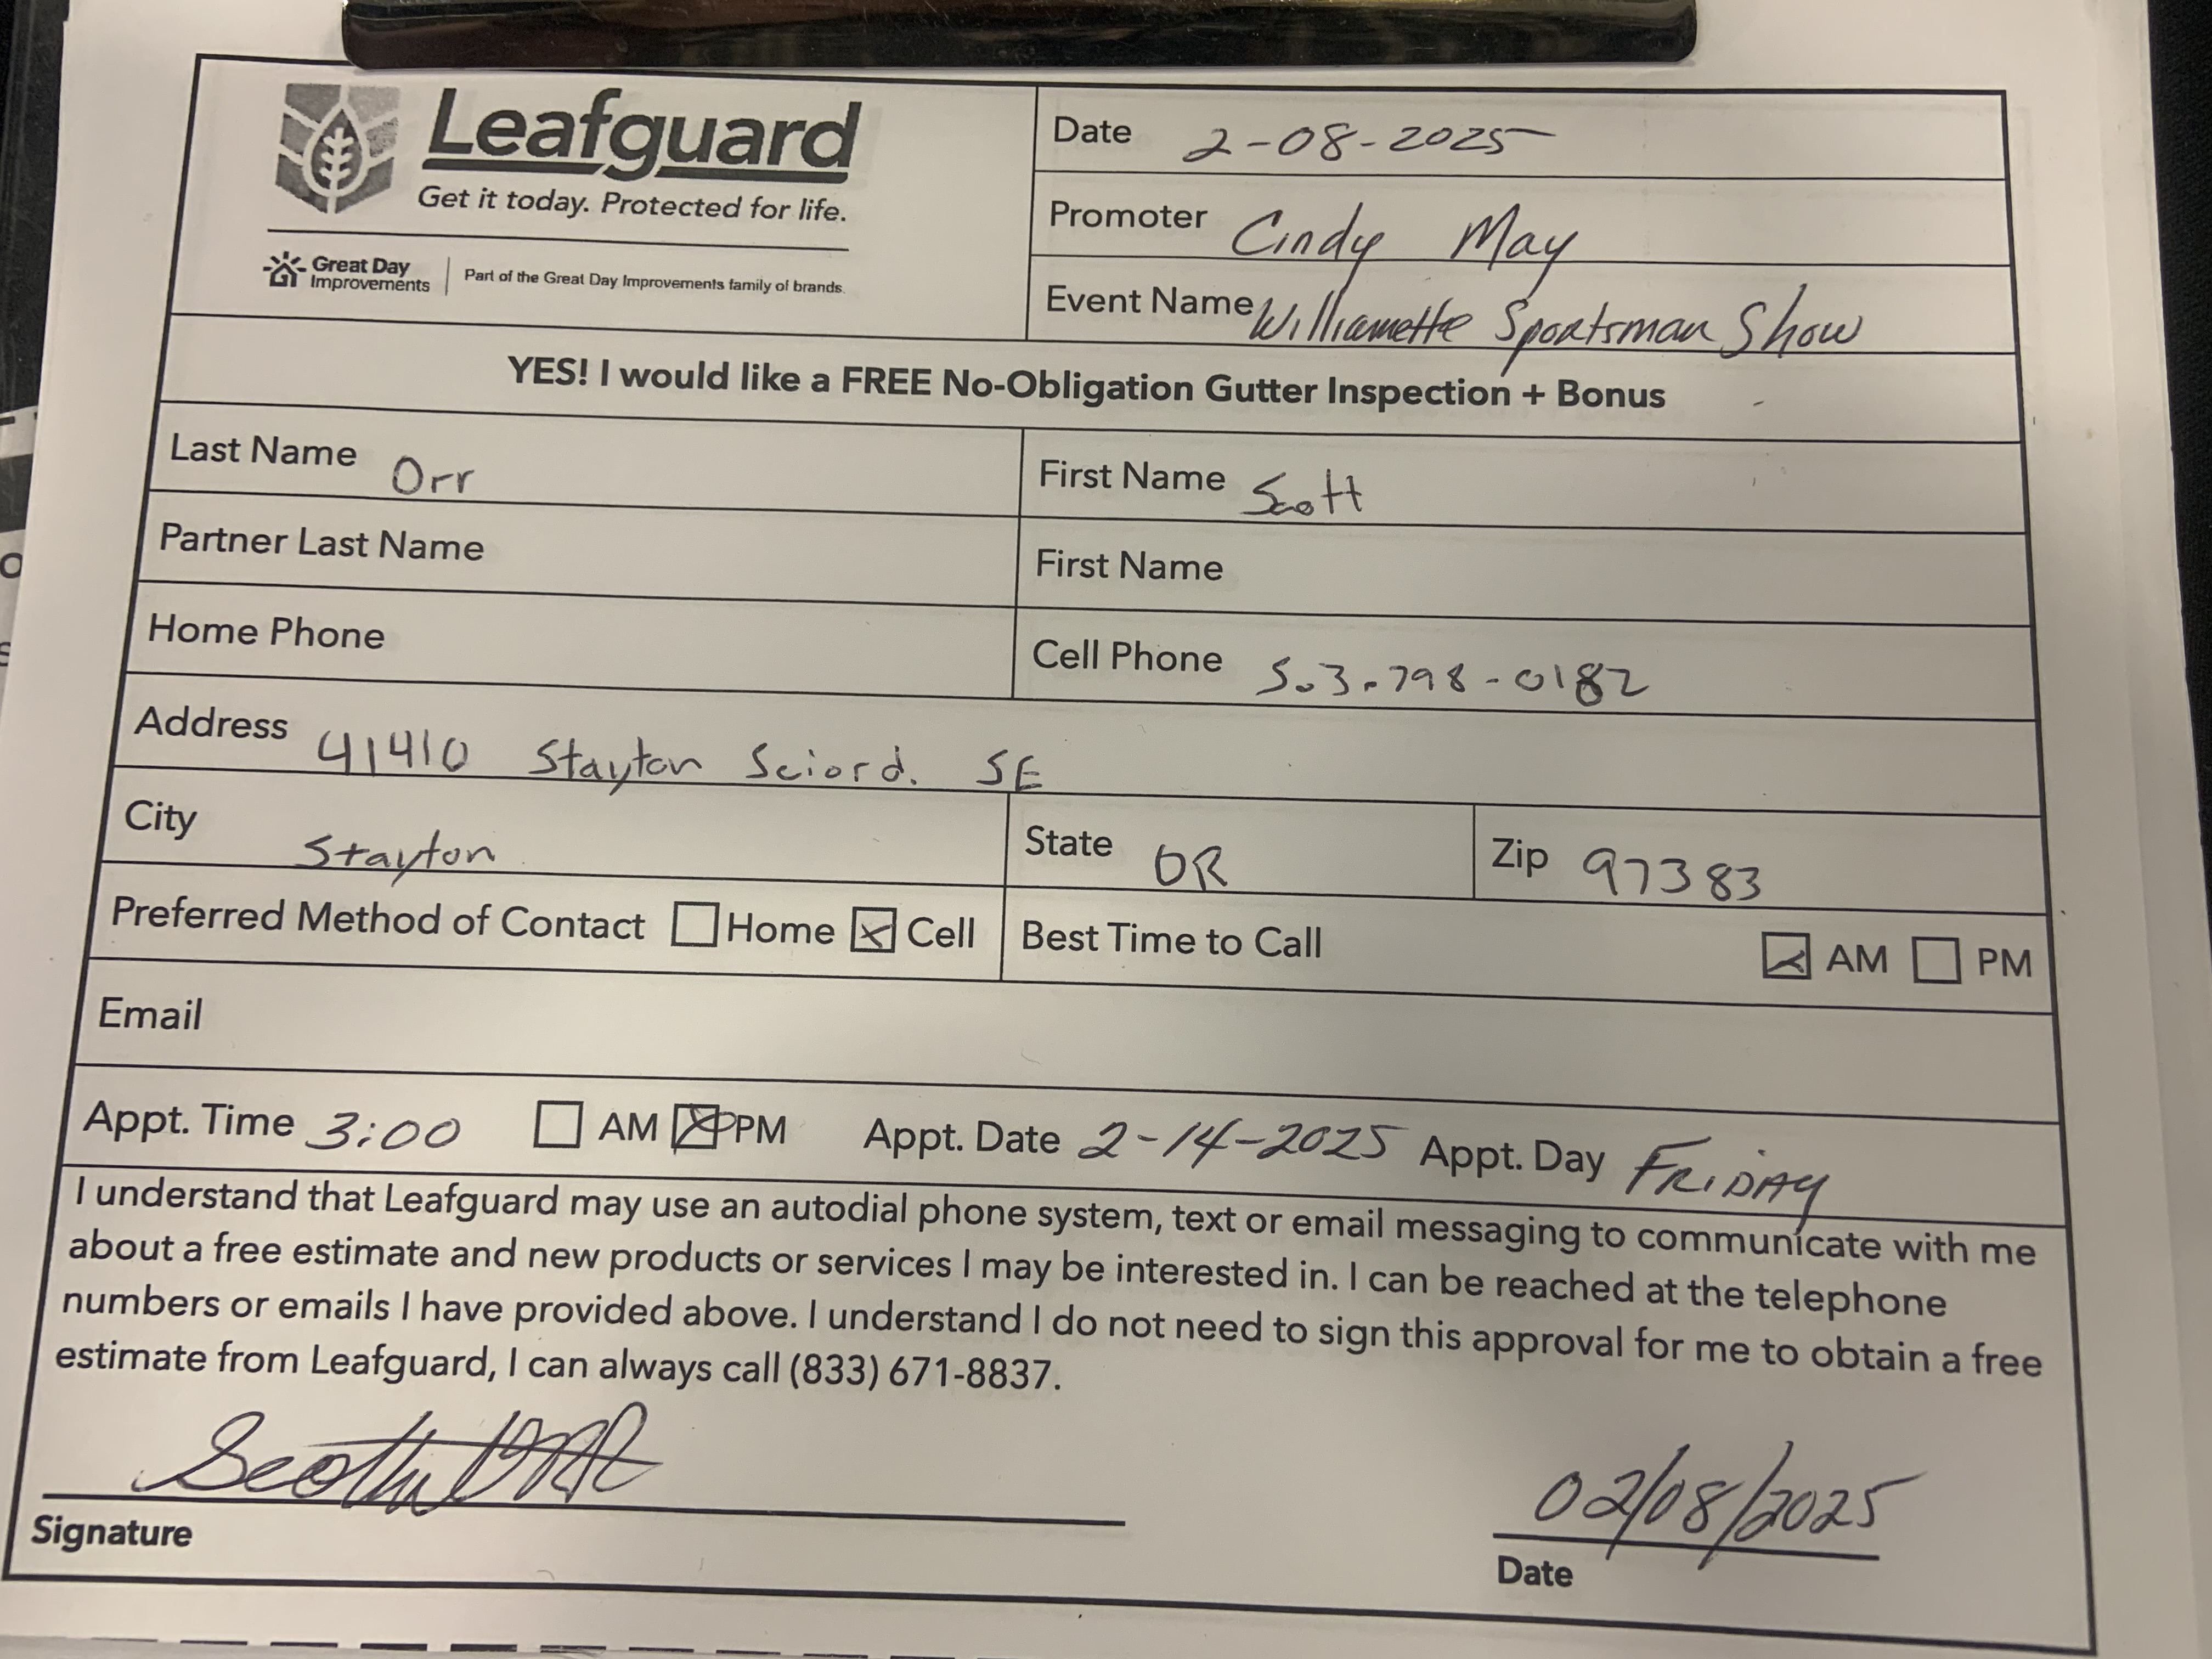 Leafguard
Get it today. Protected for life.
Great Day Improvements | Part of the Great Day Improvements family of brands.
Date 2-08-2025
Promoter Cindy May
Event Name Williamette Sportsman Show
YES! I would like a FREE No-Obligation Gutter Inspection + Bonus
Last Name Orr First Name Scott
Partner Last Name First Name
Home Phone Cell Phone 503-798-0182
Address 41410 Stayton Sciord. SE
City Stayton State OR Zip 97383
Preferred Method of Contact Home Cell Best Time to Call AM PM
Email
Appt. Time 3:00 AM PM Appt. Date 2-14-2025 Appt. Day Friday
I understand that Leafguard may use an autodial phone system, text or email messaging to communicate with me
about a free estimate and new products or services I may be interested in. I can be reached at the telephone
numbers or emails I have provided above. I understand I do not need to sign this approval for me to obtain a free
estimate from Leafguard, I can always call (833) 671-8837.
02/08/2025
Signature Date